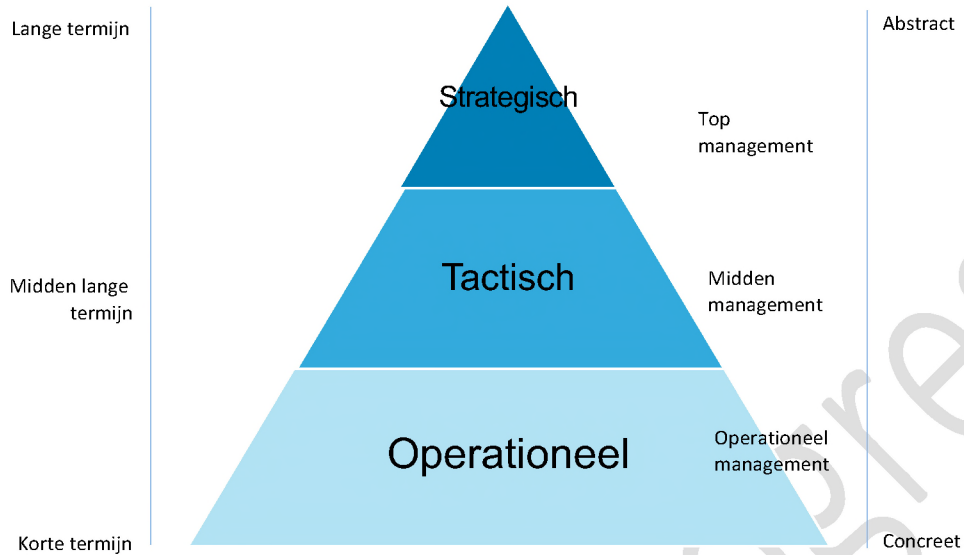 Lange termijn
Abstract
Strategisch
Top
management
Tactisch
Midden lange
termijn
Midden
management
Operationeel
Operationeel
management
Korte termijn
Concreet